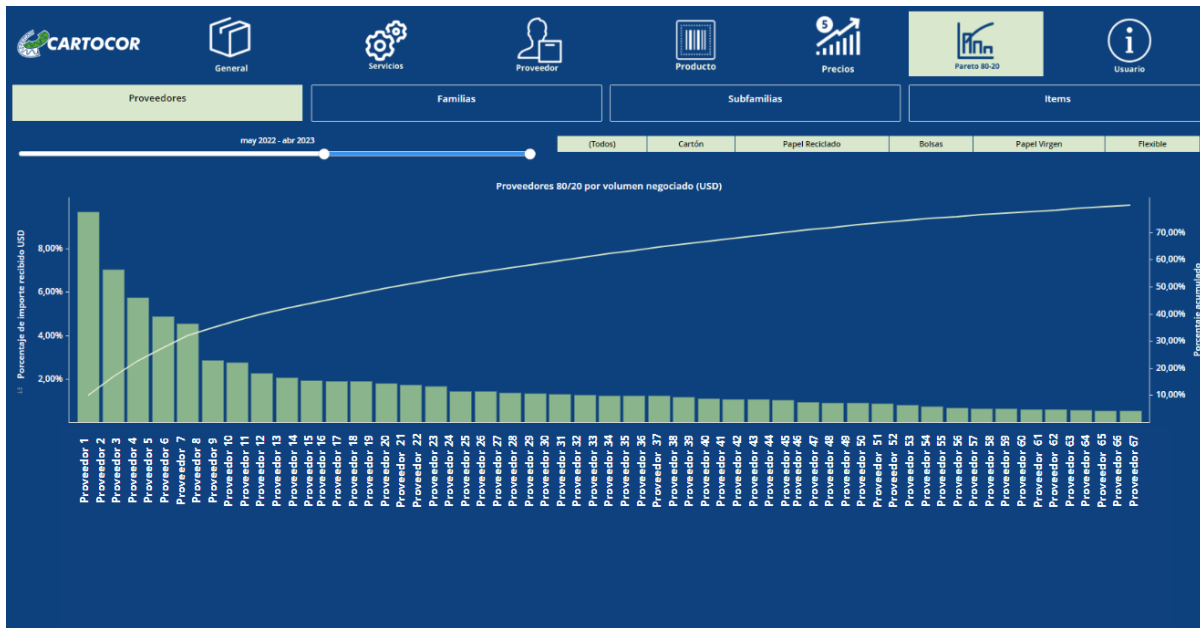 CARTOCOR
General
Servicios
Proveedor
Producto
5
Precios
Pareto 80-20
i
Usuario
Proveedores
Familias
Subfamilias
Items
may 2022 - abr 2023
(Todos)
Cartón
Papel Reciclado
Bolsas
Papel Virgen
Flexible
Proveedores 80/20 por volumen negociado (USD)
Porcentaje de importe recibido USD
8,00%
6,00%
4,00%
2,00%
70,00%
60,00%
50,00%
40,00%
30,00%
20,00%
10,00%
Porcentaje acumulado
Proveedor 1
Proveedor 2
Proveedor 3
Proveedor 4
Proveedor 5
Proveedor 6
Proveedor 7
Proveedor 8
Proveedor 9
Proveedor 10
Proveedor 11
Proveedor 12
Proveedor 13
Proveedor 14
Proveedor 15
Proveedor 16
Proveedor 17
Proveedor 18
Proveedor 19
Proveedor 20
Proveedor 21
Proveedor 22
Proveedor 23
Proveedor 24
Proveedor 25
Proveedor 26
Proveedor 27
Proveedor 28
Proveedor 29
Proveedor 30
Proveedor 31
Proveedor 32
Proveedor 33
Proveedor 34
Proveedor 35
Proveedor 36
Proveedor 37
Proveedor 38
Proveedor 39
Proveedor 40
Proveedor 41
Proveedor 42
Proveedor 43
Proveedor 44
Proveedor 45
Proveedor 46
Proveedor 47
Proveedor 48
Proveedor 49
Proveedor 50
Proveedor 51
Proveedor 52
Proveedor 53
Proveedor 54
Proveedor 55
Proveedor 56
Proveedor 57
Proveedor 58
Proveedor 59
Proveedor 60
Proveedor 61
Proveedor 62
Proveedor 63
Proveedor 64
Proveedor 65
Proveedor 66
Proveedor 67